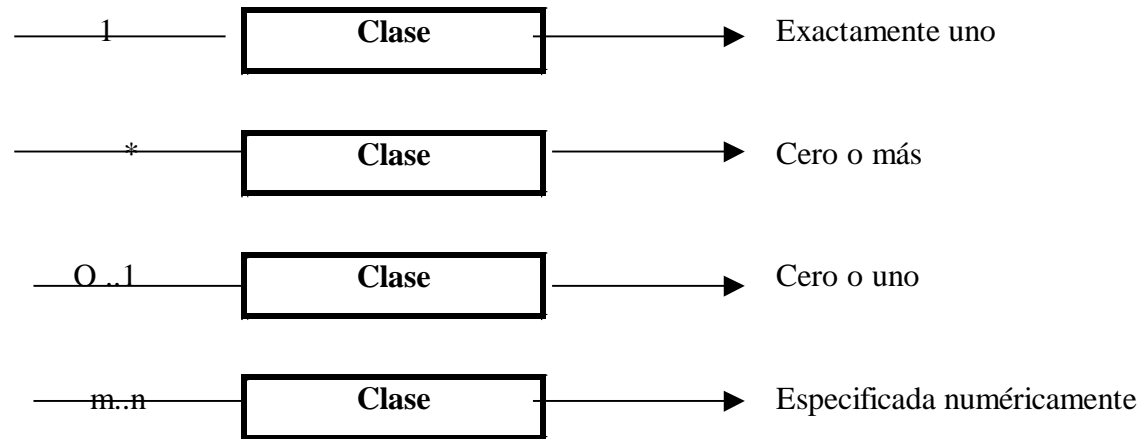 1 Clase Exactamente uno
* Clase Cero o más
O ..1 Clase Cero o uno
m..n Clase Especificada numéricamente